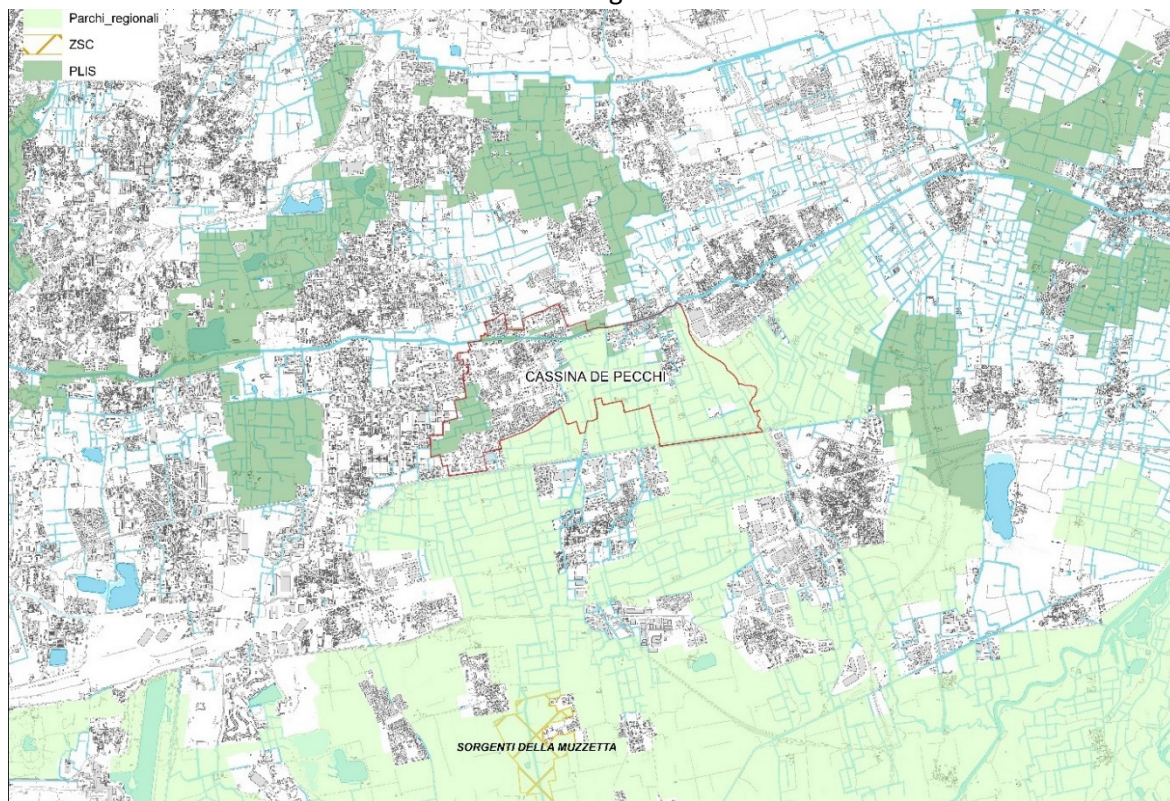 Parchi_regionali
ZSC
PLIS
CASSINA DE PECCHI
SORGENTI DELLA MUZZETTA